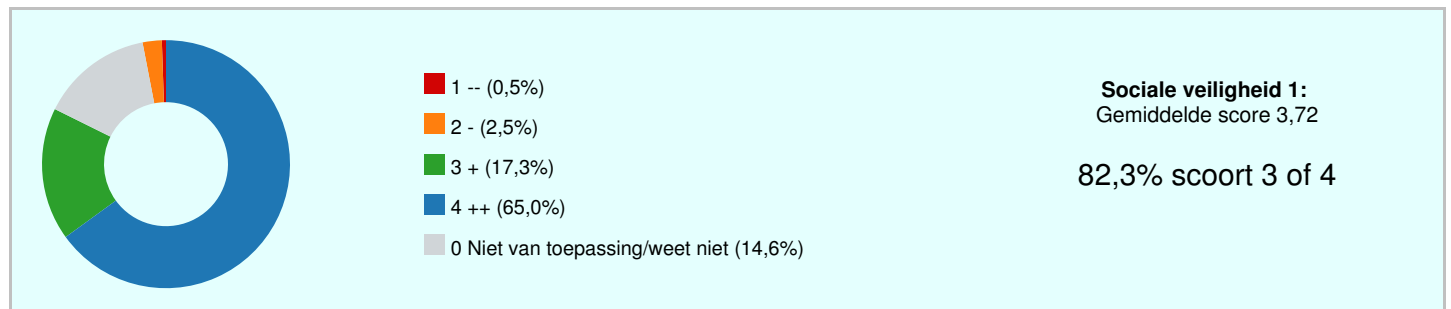 1 -- (0,5%)
2 - (2,5%)
3 + (17,3%)
4 ++ (65,0%)
0 Niet van toepassing/weet niet (14,6%)
Sociale veiligheid 1:
Gemiddelde score 3,72
82,3% scoort 3 of 4